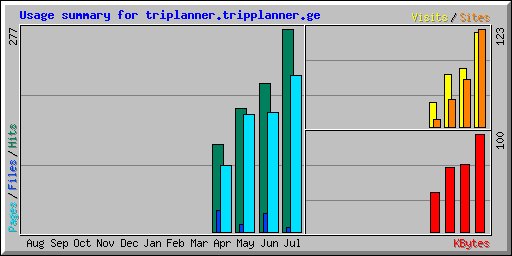 Usage summary for triplanner.tripplanner.ge
Visits / Sites
277
123
Pages / Files / Hits
100
Aug Sep Oct Nov Dec Jan Feb Mar Apr May Jun Jul
KBytes